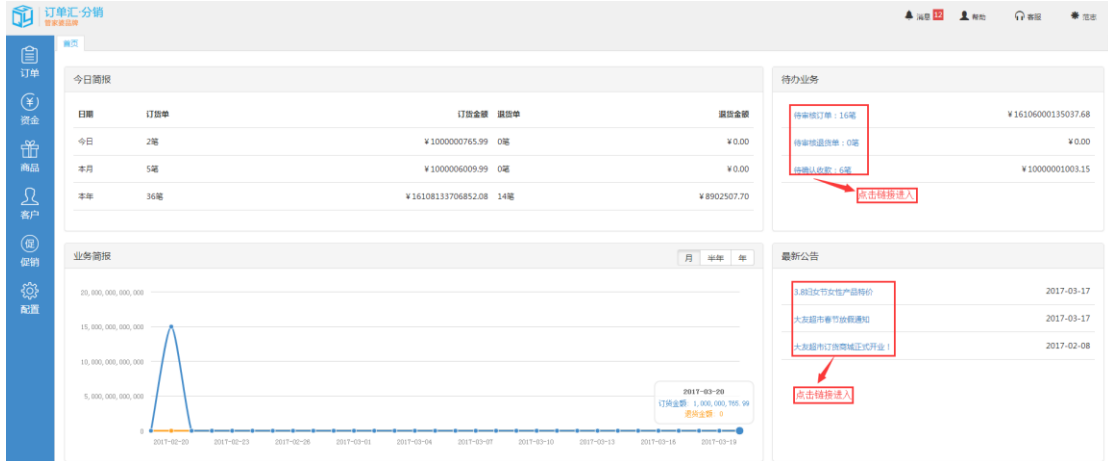 订单汇·分销
管家婆品牌
消息 12 帮助 客服 范志
首页
订单
资金
商品
客户
促
促销
配置
今日简报
日期 订货单 订货金额 退货单 退货金额
今日 2笔 ¥1000000765.99 0笔 ¥0.00
本月 5笔 ¥1000006009.99 0笔 ¥0.00
本年 36笔 ¥16108133706852.08 14笔 ¥8902507.70
待办业务
待审核订单：16笔 ¥16106000135037.68
待审核退货单：0笔 ¥0.00
待确认收款：6笔 ¥10000001003.15
点击链接进入
业务简报
月 半年 年
20,000,000,000,000
15,000,000,000,000
10,000,000,000,000
5,000,000,000,000
0
2017-03-20
订货金额: 1,000,000,765.99
退货金额: 0
2017-02-20 2017-02-23 2017-02-26 2017-03-01 2017-03-04 2017-03-07 2017-03-10 2017-03-13 2017-03-16 2017-03-19
最新公告
3.8妇女节女性产品特价 2017-03-17
大友超市春节放假通知 2017-03-17
大友超市订货商城正式开业！ 2017-02-08
点击链接进入